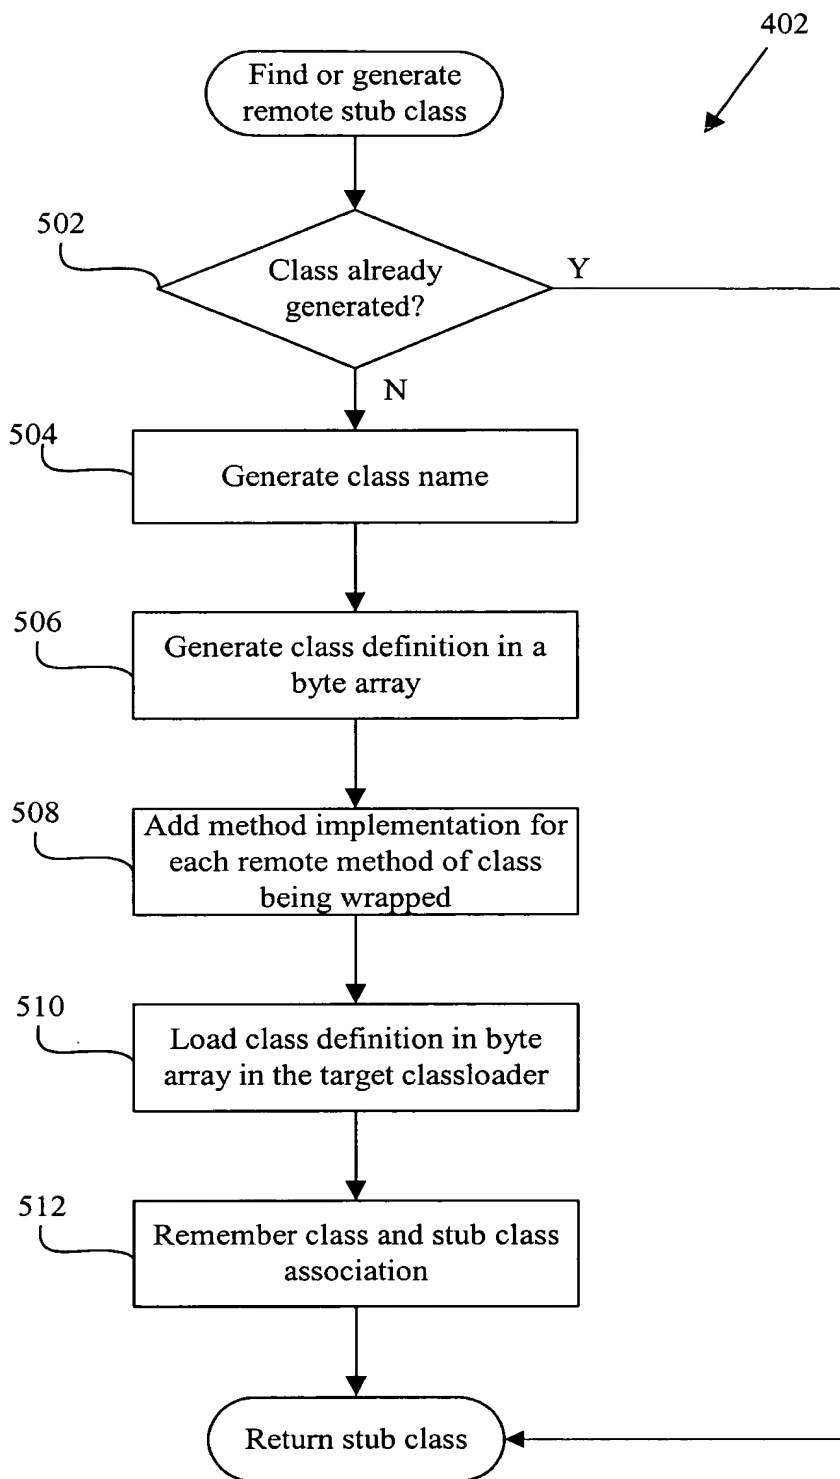 402
Find or generate
remote stub class
502
Class already
generated?
Y
N
504
Generate class name
506
Generate class definition in a
byte array
508
Add method implementation for
each remote method of class
being wrapped
510
Load class definition in byte
array in the target classloader
512
Remember class and stub class
association
Return stub class